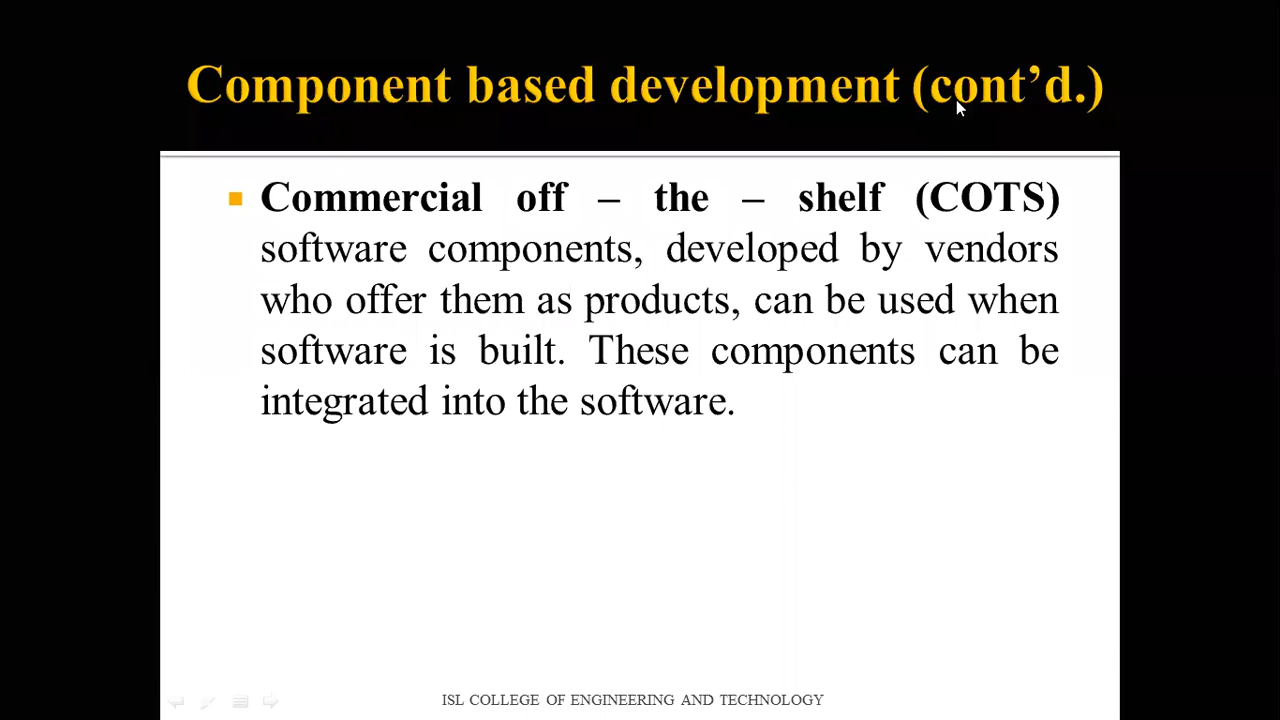 Component based development (cont’d.)
Commercial off – the – shelf (COTS)
software components, developed by vendors
who offer them as products, can be used when
software is built. These components can be
integrated into the software.
ISL COLLEGE OF ENGINEERING AND TECHNOLOGY